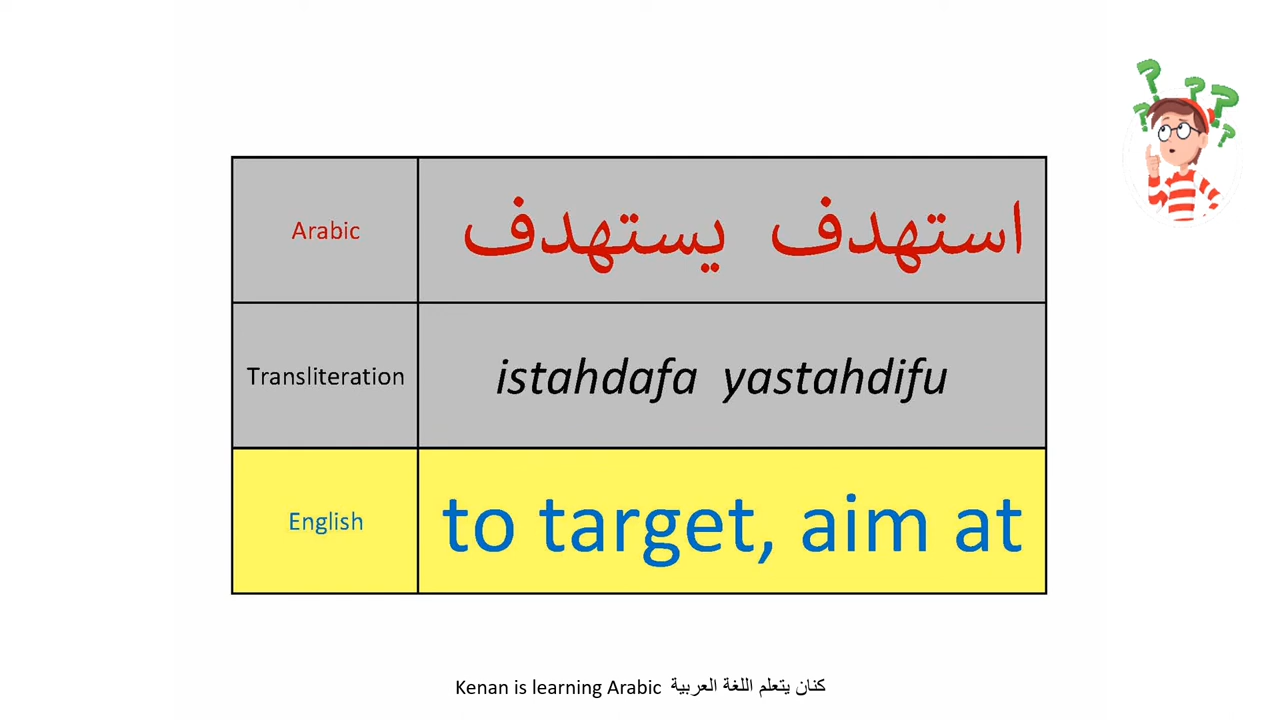 Arabic استهدف يستهدف
Transliteration istahdafa yastahdifu
English to target, aim at
Kenan is learning Arabic كنان يتعلم اللغة العربية